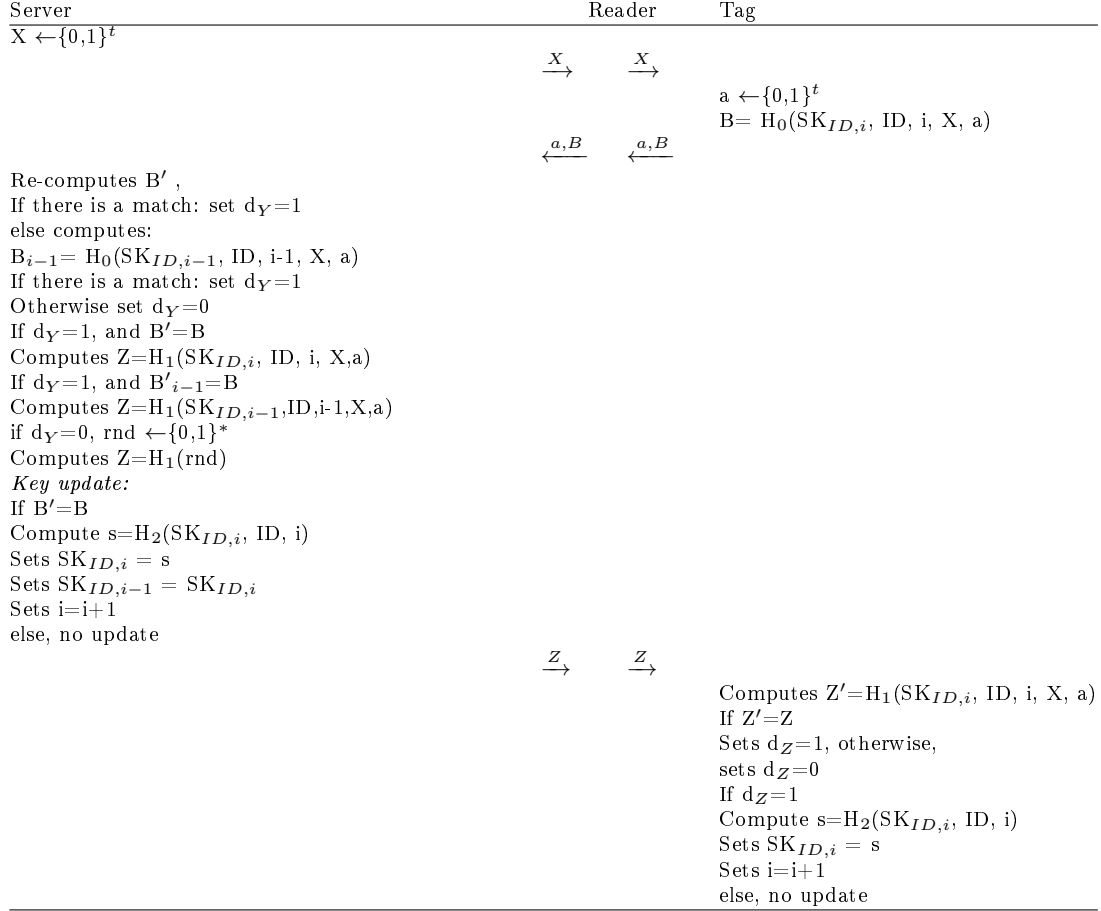 Server Reader Tag
X ←{0,1}ᵗ
X→ X→
a ←{0,1}ᵗ
B= H₀(SK_{ID,i}, ID, i, X, a)
a,B← a,B←
Re-computes B′ ,
If there is a match: set d_Y=1
else computes:
B_{i−1}= H₀(SK_{ID,i−1}, ID, i-1, X, a)
If there is a match: set d_Y=1
Otherwise set d_Y=0
If d_Y=1, and B′=B
Computes Z=H₁(SK_{ID,i}, ID, i, X,a)
If d_Y=1, and B′_{i−1}=B
Computes Z=H₁(SK_{ID,i−1},ID,i-1,X,a)
if d_Y=0, rnd ←{0,1}*
Computes Z=H₁(rnd)
Key update:
If B′=B
Compute s=H₂(SK_{ID,i}, ID, i)
Sets SK_{ID,i} = s
Sets SK_{ID,i−1} = SK_{ID,i}
Sets i=i+1
else, no update
Z→ Z→
Computes Z′=H₁(SK_{ID,i}, ID, i, X, a)
If Z′=Z
Sets d_Z=1, otherwise,
sets d_Z=0
If d_Z=1
Compute s=H₂(SK_{ID,i}, ID, i)
Sets SK_{ID,i} = s
Sets i=i+1
else, no update